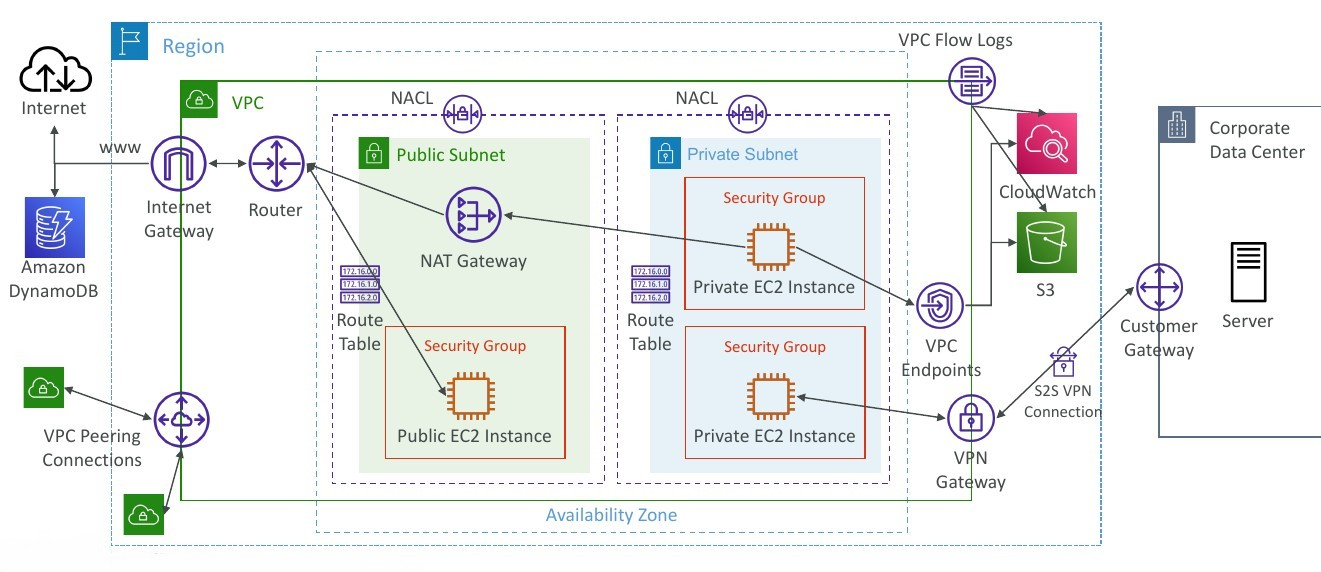 Region
VPC Flow Logs
Internet
VPC
NACL
NACL
CloudWatch
Corporate
Data Center
www
Internet
Gateway
Router
Public Subnet
Private Subnet
Security Group
NAT Gateway
Private EC2 Instance
Amazon
DynamoDB
172.16.0.0
172.16.1.0
172.16.2.0
Route
Table
172.16.0.0
172.16.1.0
172.16.2.0
Route
Table
S3
Server
Customer
Gateway
VPC
Endpoints
Security Group
Public EC2 Instance
Security Group
Private EC2 Instance
S2S VPN
Connection
VPC Peering
Connections
VPN
Gateway
Availability Zone